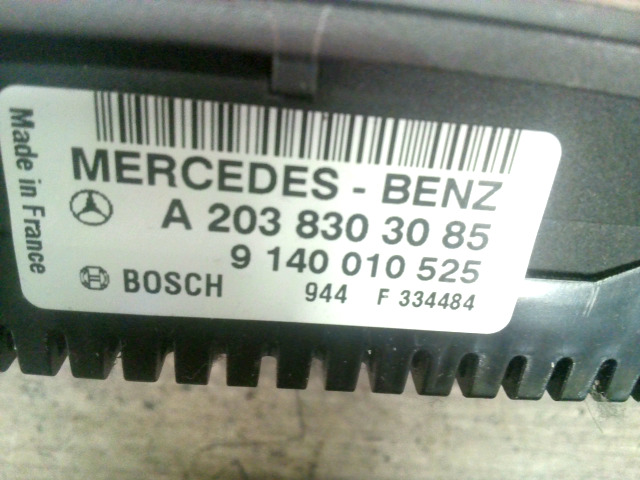 MERCEDES - BENZ
A 203 830 30 85
9 140 010 525
BOSCH 944 F 334484
Made in France